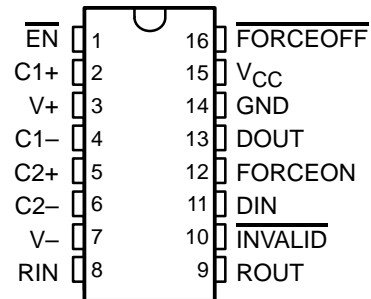 EN 1 16 FORCEOFF
C1+ 2 15 VCC
V+ 3 14 GND
C1− 4 13 DOUT
C2+ 5 12 FORCEON
C2− 6 11 DIN
V− 7 10 INVALID
RIN 8 9 ROUT